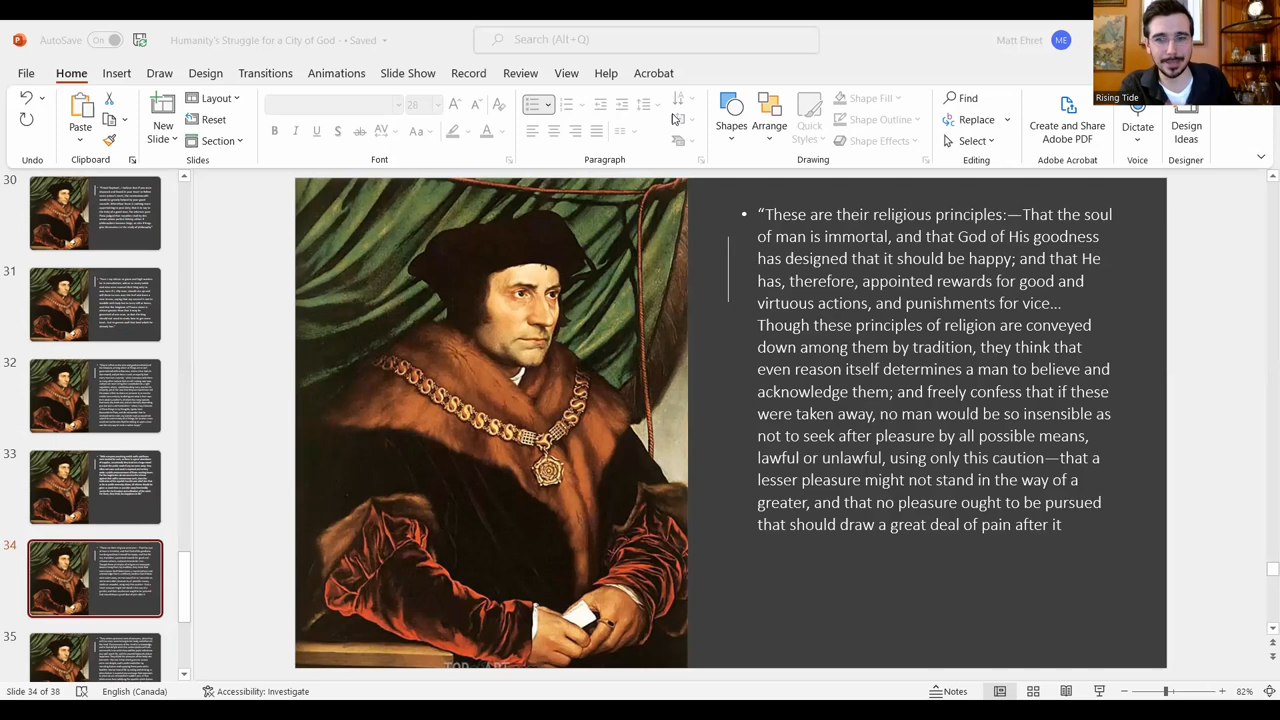 AutoSave
On
Humanity's Struggle for a City of God - • Saved
Search (Alt+Q)
Matt Ehret
ME
Rising Tide
File
Home
Insert
Draw
Design
Transitions
Animations
Slide Show
Record
Review
View
Help
Acrobat
Undo
Paste
Clipboard
New
Slide
Layout
Reset
Section
Slides
28
Font
Paragraph
Shapes
Arrange
Quick
Styles
Shape Fill
Shape Outline
Shape Effects
Drawing
Find
Replace
Select
Editing
Create and Share
Adobe PDF
Adobe Acrobat
Dictate
Voice
Design
Ideas
Designer
30
31
32
33
34
35
• “These are their religious principles:—That the soul
of man is immortal, and that God of His goodness
has designed that it should be happy; and that He
has, therefore, appointed rewards for good and
virtuous actions, and punishments for vice…
Though these principles of religion are conveyed
down among them by tradition, they think that
even reason itself determines a man to believe and
acknowledge them; and freely confess that if these
were taken away, no man would be so insensible as
not to seek after pleasure by all possible means,
lawful or unlawful, using only this caution—that a
lesser pleasure might not stand in the way of a
greater, and that no pleasure ought to be pursued
that should draw a great deal of pain after it
Slide 34 of 38
English (Canada)
Accessibility: Investigate
Notes
82%